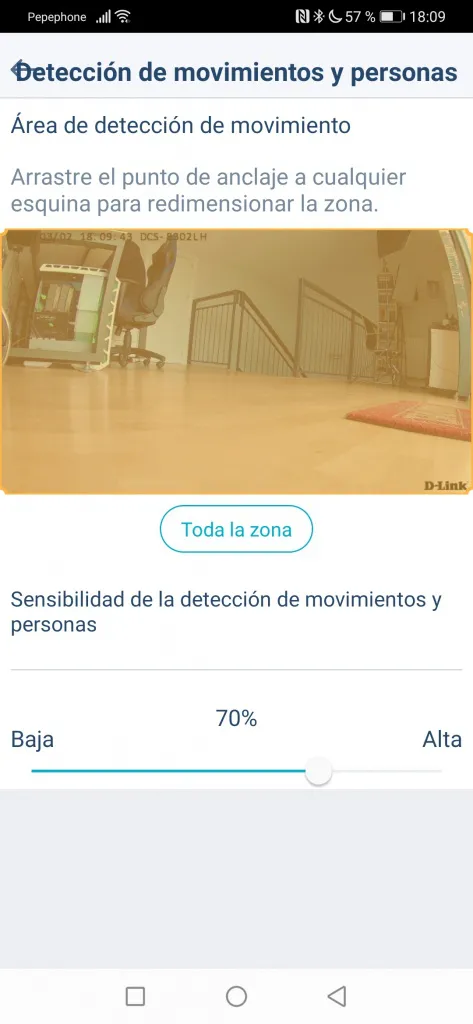 Pepephone 57 % 18:09
Detección de movimientos y personas
Área de detección de movimiento
Arrastre el punto de anclaje a cualquier
esquina para redimensionar la zona.
18:09:43 DCS-8302LH
D-Link
Toda la zona
Sensibilidad de la detección de movimientos y
personas
70%
Baja Alta